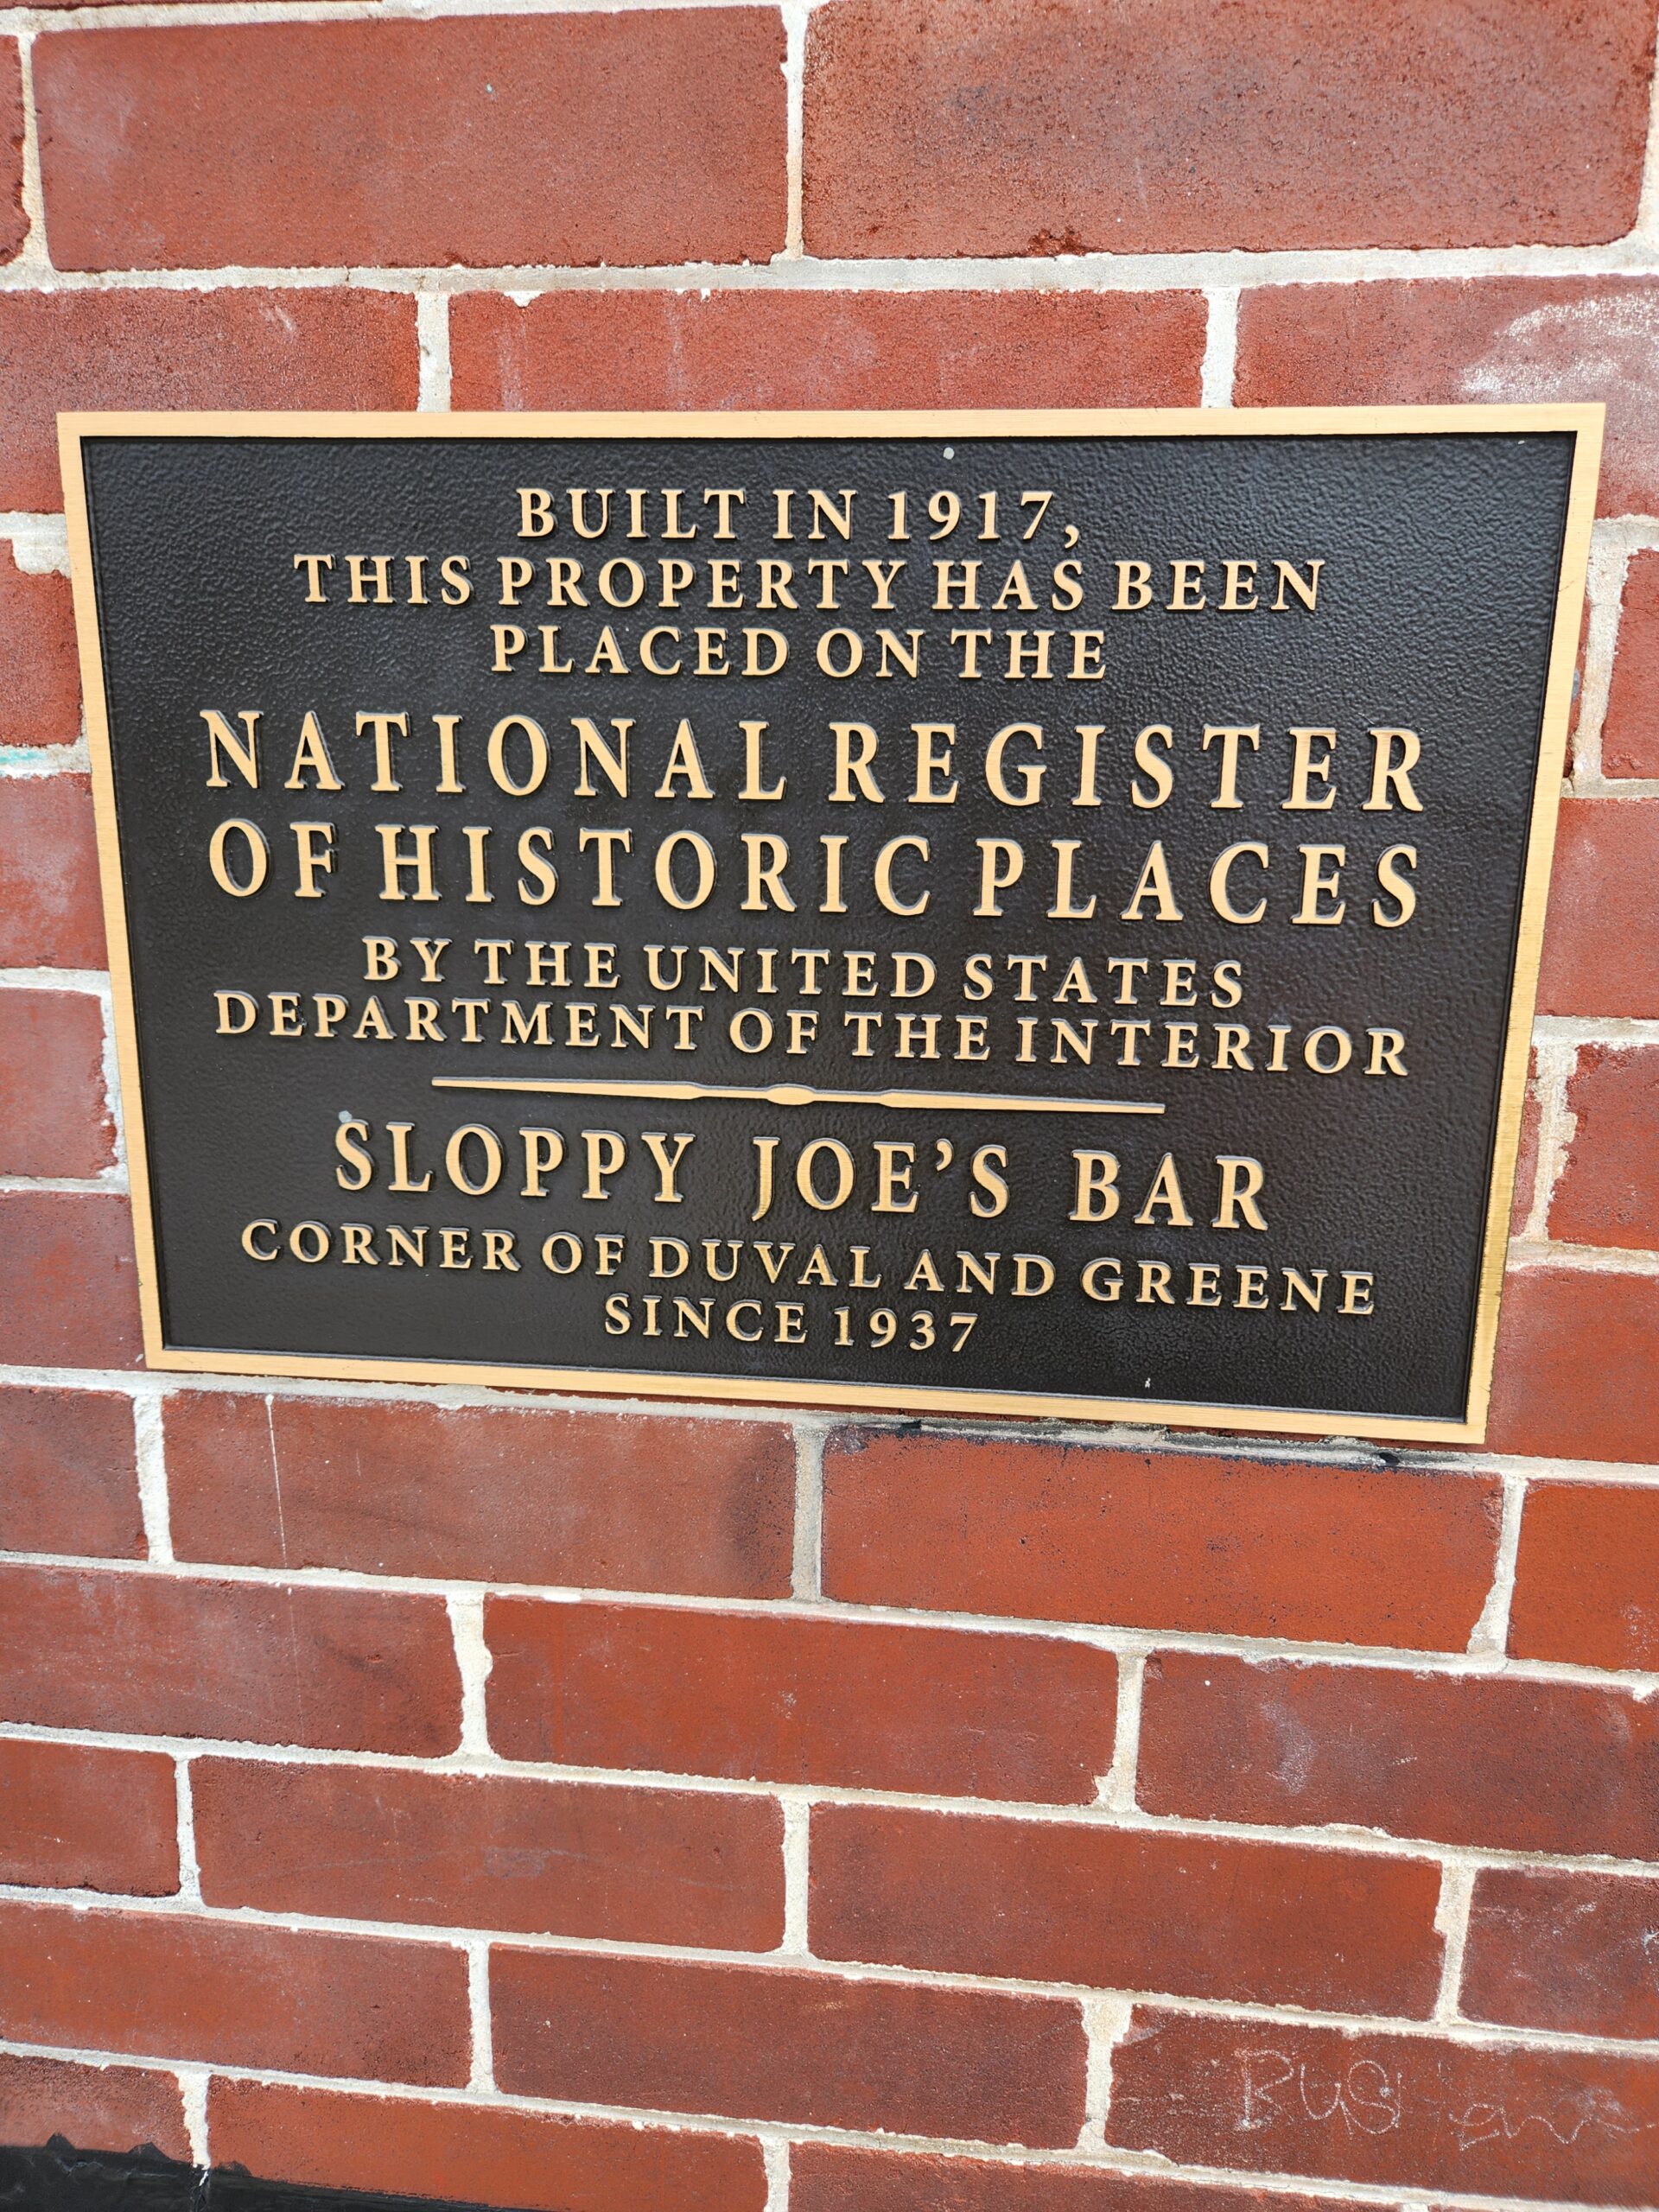 BUILT IN 1917,
THIS PROPERTY HAS BEEN
PLACED ON THE
NATIONAL REGISTER
OF HISTORIC PLACES
BY THE UNITED STATES
DEPARTMENT OF THE INTERIOR
SLOPPY JOE'S BAR
CORNER OF DUVAL AND GREENE
SINCE 1937